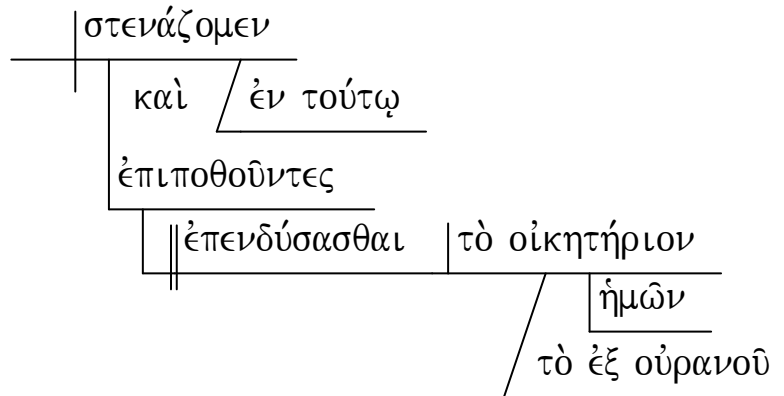 στενάζομεν
καὶ ἐν τούτῳ
ἐπιποθοῦντες
ἐπενδύσασθαι τὸ οἰκητήριον
ἡμῶν
τὸ ἐξ οὐρανοῦ